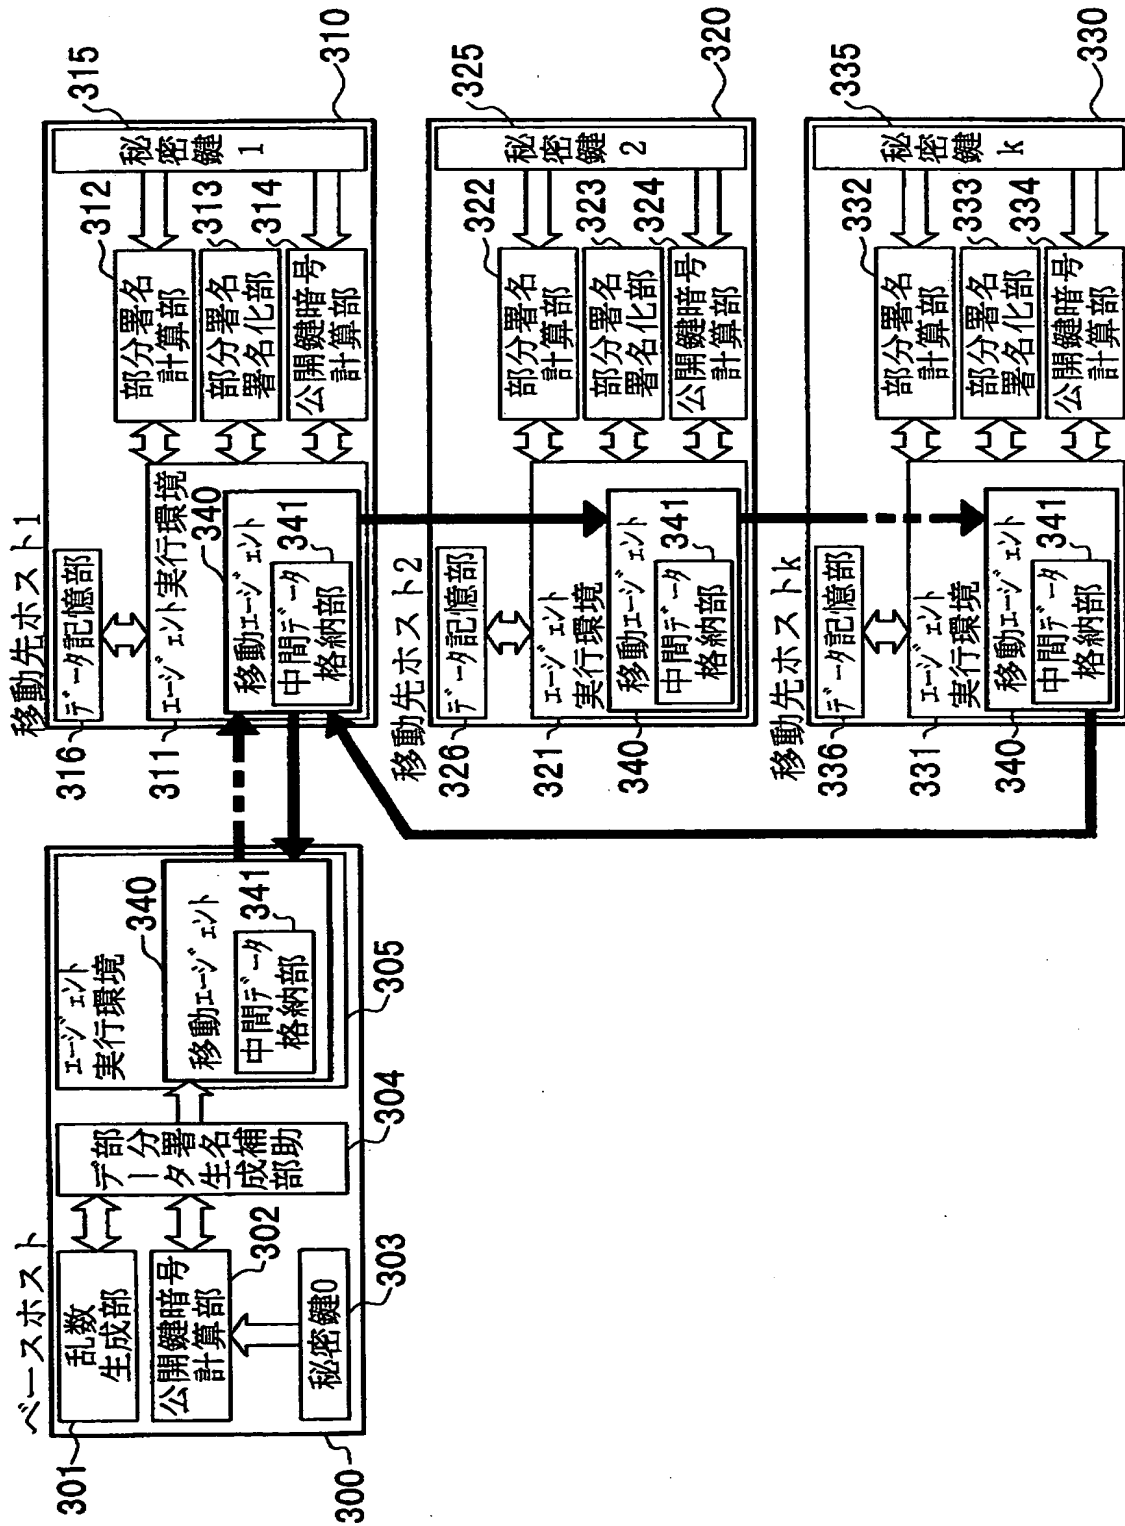 ベースホスト
乱数
生成部
301
公開鍵暗号
計算部
302
秘密鍵0
303
300
部分署名補助
データ生成部
304
エージェント
実行環境
305
移動エージェント
340
中間データ
格納部
341
移動先ホスト1
データ記憶部
316
エージェント実行環境
311
移動エージェント
340
中間データ
格納部
341
部分署名
計算部
312
部分署名
署名化部
313
公開鍵暗号
計算部
314
秘密鍵
1
315
310
移動先ホスト2
データ記憶部
326
エージェント
実行環境
321
移動エージェント
340
中間データ
格納部
341
部分署名
計算部
322
部分署名
署名化部
323
公開鍵暗号
計算部
324
秘密鍵
2
325
320
移動先ホストk
データ記憶部
336
エージェント
実行環境
331
移動エージェント
340
中間データ
格納部
341
部分署名
計算部
332
部分署名
署名化部
333
公開鍵暗号
計算部
334
秘密鍵
k
335
330